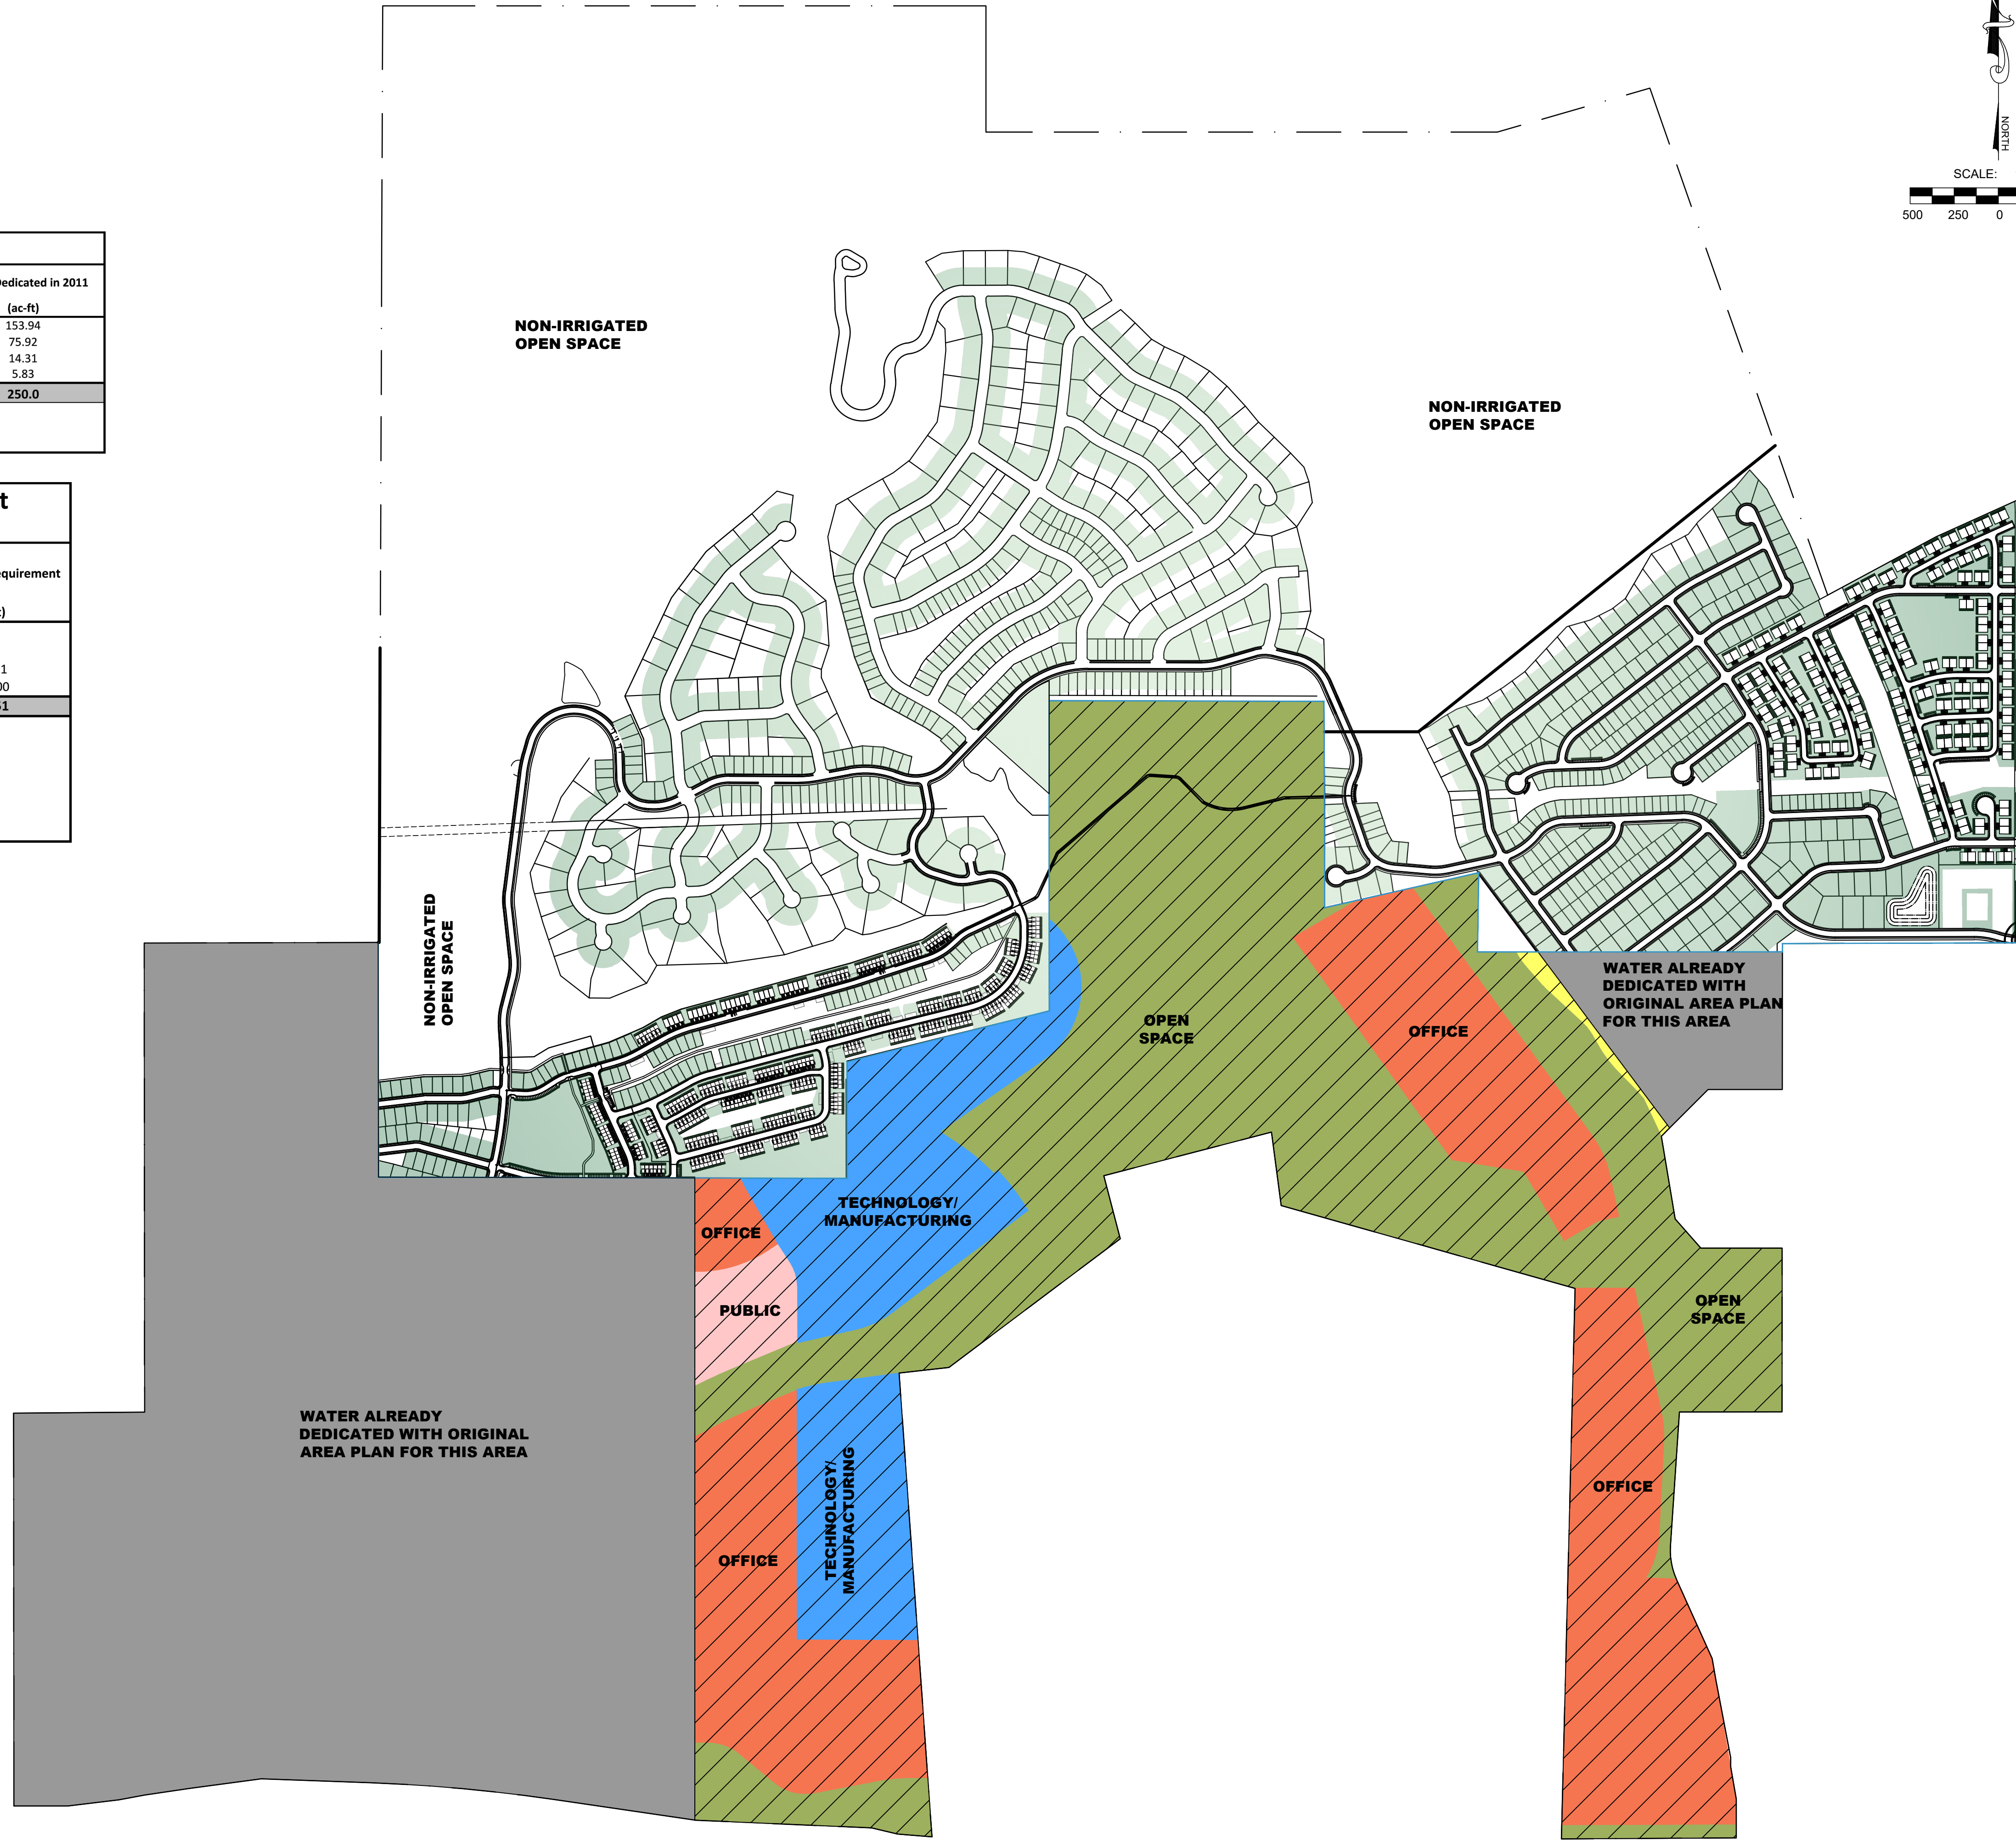 NORTH
SCALE:
500 250 0
Dedicated in 2011
(ac-ft)
153.94
75.92
14.31
5.83
250.0
NON-IRRIGATED
OPEN SPACE
NON-IRRIGATED
OPEN SPACE
t
equirement
t)
1
00
51
NON-IRRIGATED
OPEN SPACE
WATER ALREADY
DEDICATED WITH
ORIGINAL AREA PLAN
FOR THIS AREA
OPEN
SPACE
OFFICE
TECHNOLOGY/
MANUFACTURING
OFFICE
PUBLIC
OPEN
SPACE
WATER ALREADY
DEDICATED WITH ORIGINAL
AREA PLAN FOR THIS AREA
TECHNOLOGY/
MANUFACTURING
OFFICE
OFFICE